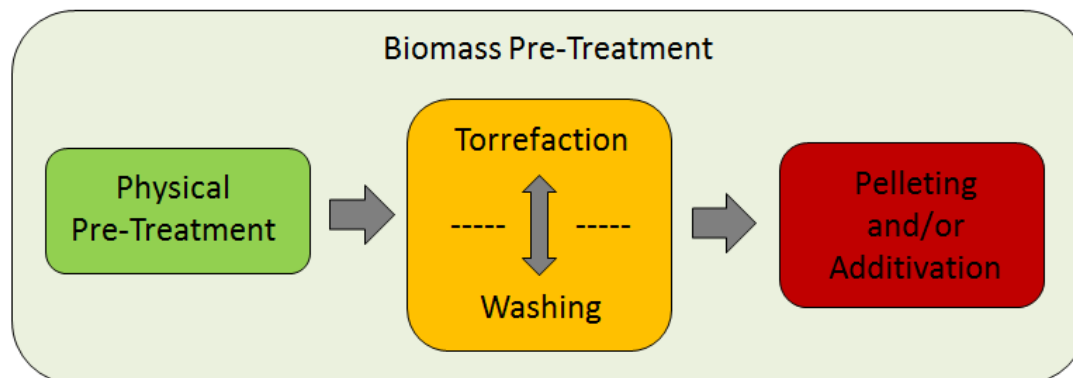 Biomass Pre-Treatment
Physical
Pre-Treatment
Torrefaction
----- -----
Washing
Pelleting
and/or
Additivation